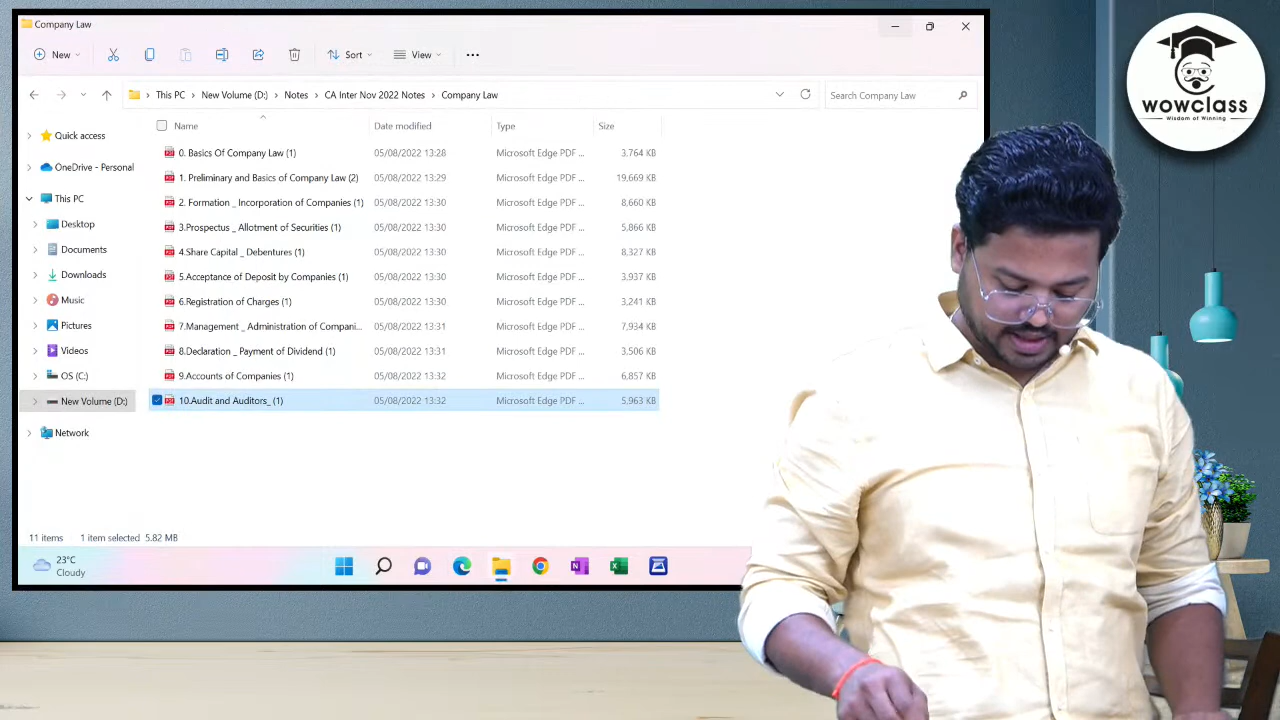 Company Law
New
Sort
View
This PC > New Volume (D:) > Notes > CA Inter Nov 2022 Notes > Company Law
Search Company Law
Name Date modified Type Size
Quick access
OneDrive - Personal
This PC
Desktop
Documents
Downloads
Music
Pictures
Videos
OS (C:)
New Volume (D:)
Network
0. Basics Of Company Law (1) 05/08/2022 13:28 Microsoft Edge PDF ... 3,764 KB
1. Preliminary and Basics of Company Law (2) 05/08/2022 13:29 Microsoft Edge PDF ... 19,669 KB
2. Formation _ Incorporation of Companies (1) 05/08/2022 13:30 Microsoft Edge PDF ... 8,660 KB
3.Prospectus _ Allotment of Securities (1) 05/08/2022 13:30 Microsoft Edge PDF ... 5,866 KB
4.Share Capital _ Debentures (1) 05/08/2022 13:30 Microsoft Edge PDF ... 8,327 KB
5.Acceptance of Deposit by Companies (1) 05/08/2022 13:30 Microsoft Edge PDF ... 3,937 KB
6.Registration of Charges (1) 05/08/2022 13:30 Microsoft Edge PDF ... 3,241 KB
7.Management _ Administration of Compani... 05/08/2022 13:31 Microsoft Edge PDF ... 7,934 KB
8.Declaration _ Payment of Dividend (1) 05/08/2022 13:31 Microsoft Edge PDF ... 3,506 KB
9.Accounts of Companies (1) 05/08/2022 13:32 Microsoft Edge PDF ... 6,857 KB
10.Audit and Auditors_ (1) 05/08/2022 13:32 Microsoft Edge PDF ... 5,963 KB
11 items 1 item selected 5.82 MB
23°C
Cloudy
wowclass
Wisdom of Winning